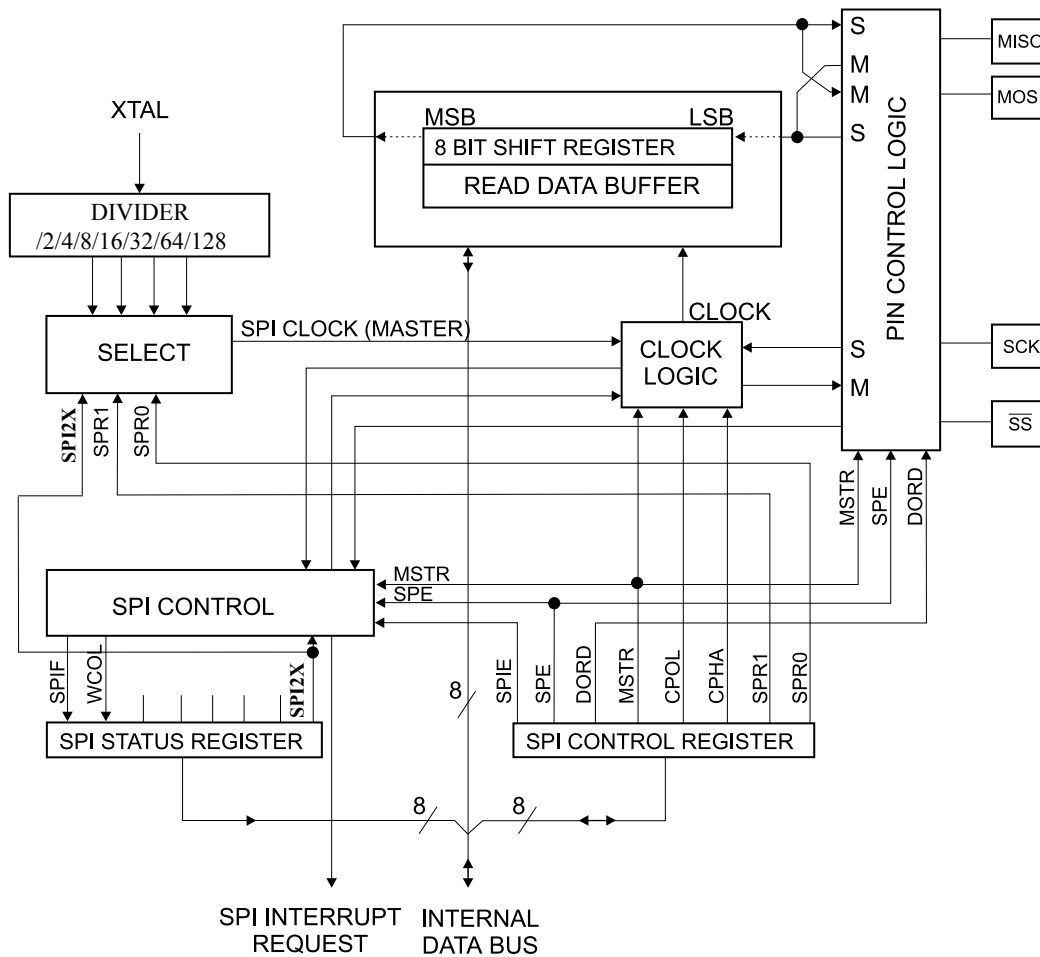 S
MISO
M
M
MOS
MSB
LSB
S
8 BIT SHIFT REGISTER
READ DATA BUFFER
XTAL
DIVIDER
/2/4/8/16/32/64/128
PIN CONTROL LOGIC
SPI CLOCK (MASTER)
CLOCK
SELECT
CLOCK
LOGIC
S
M
SCK
SS
SPI2X
SPR1
SPR0
MSTR
SPE
DORD
MSTR
SPE
SPI CONTROL
SPIF
WCOL
SPI2X
8
SPIE
SPE
DORD
MSTR
CPOL
CPHA
SPR1
SPR0
SPI STATUS REGISTER
SPI CONTROL REGISTER
8
8
SPI INTERRUPT
REQUEST
INTERNAL
DATA BUS